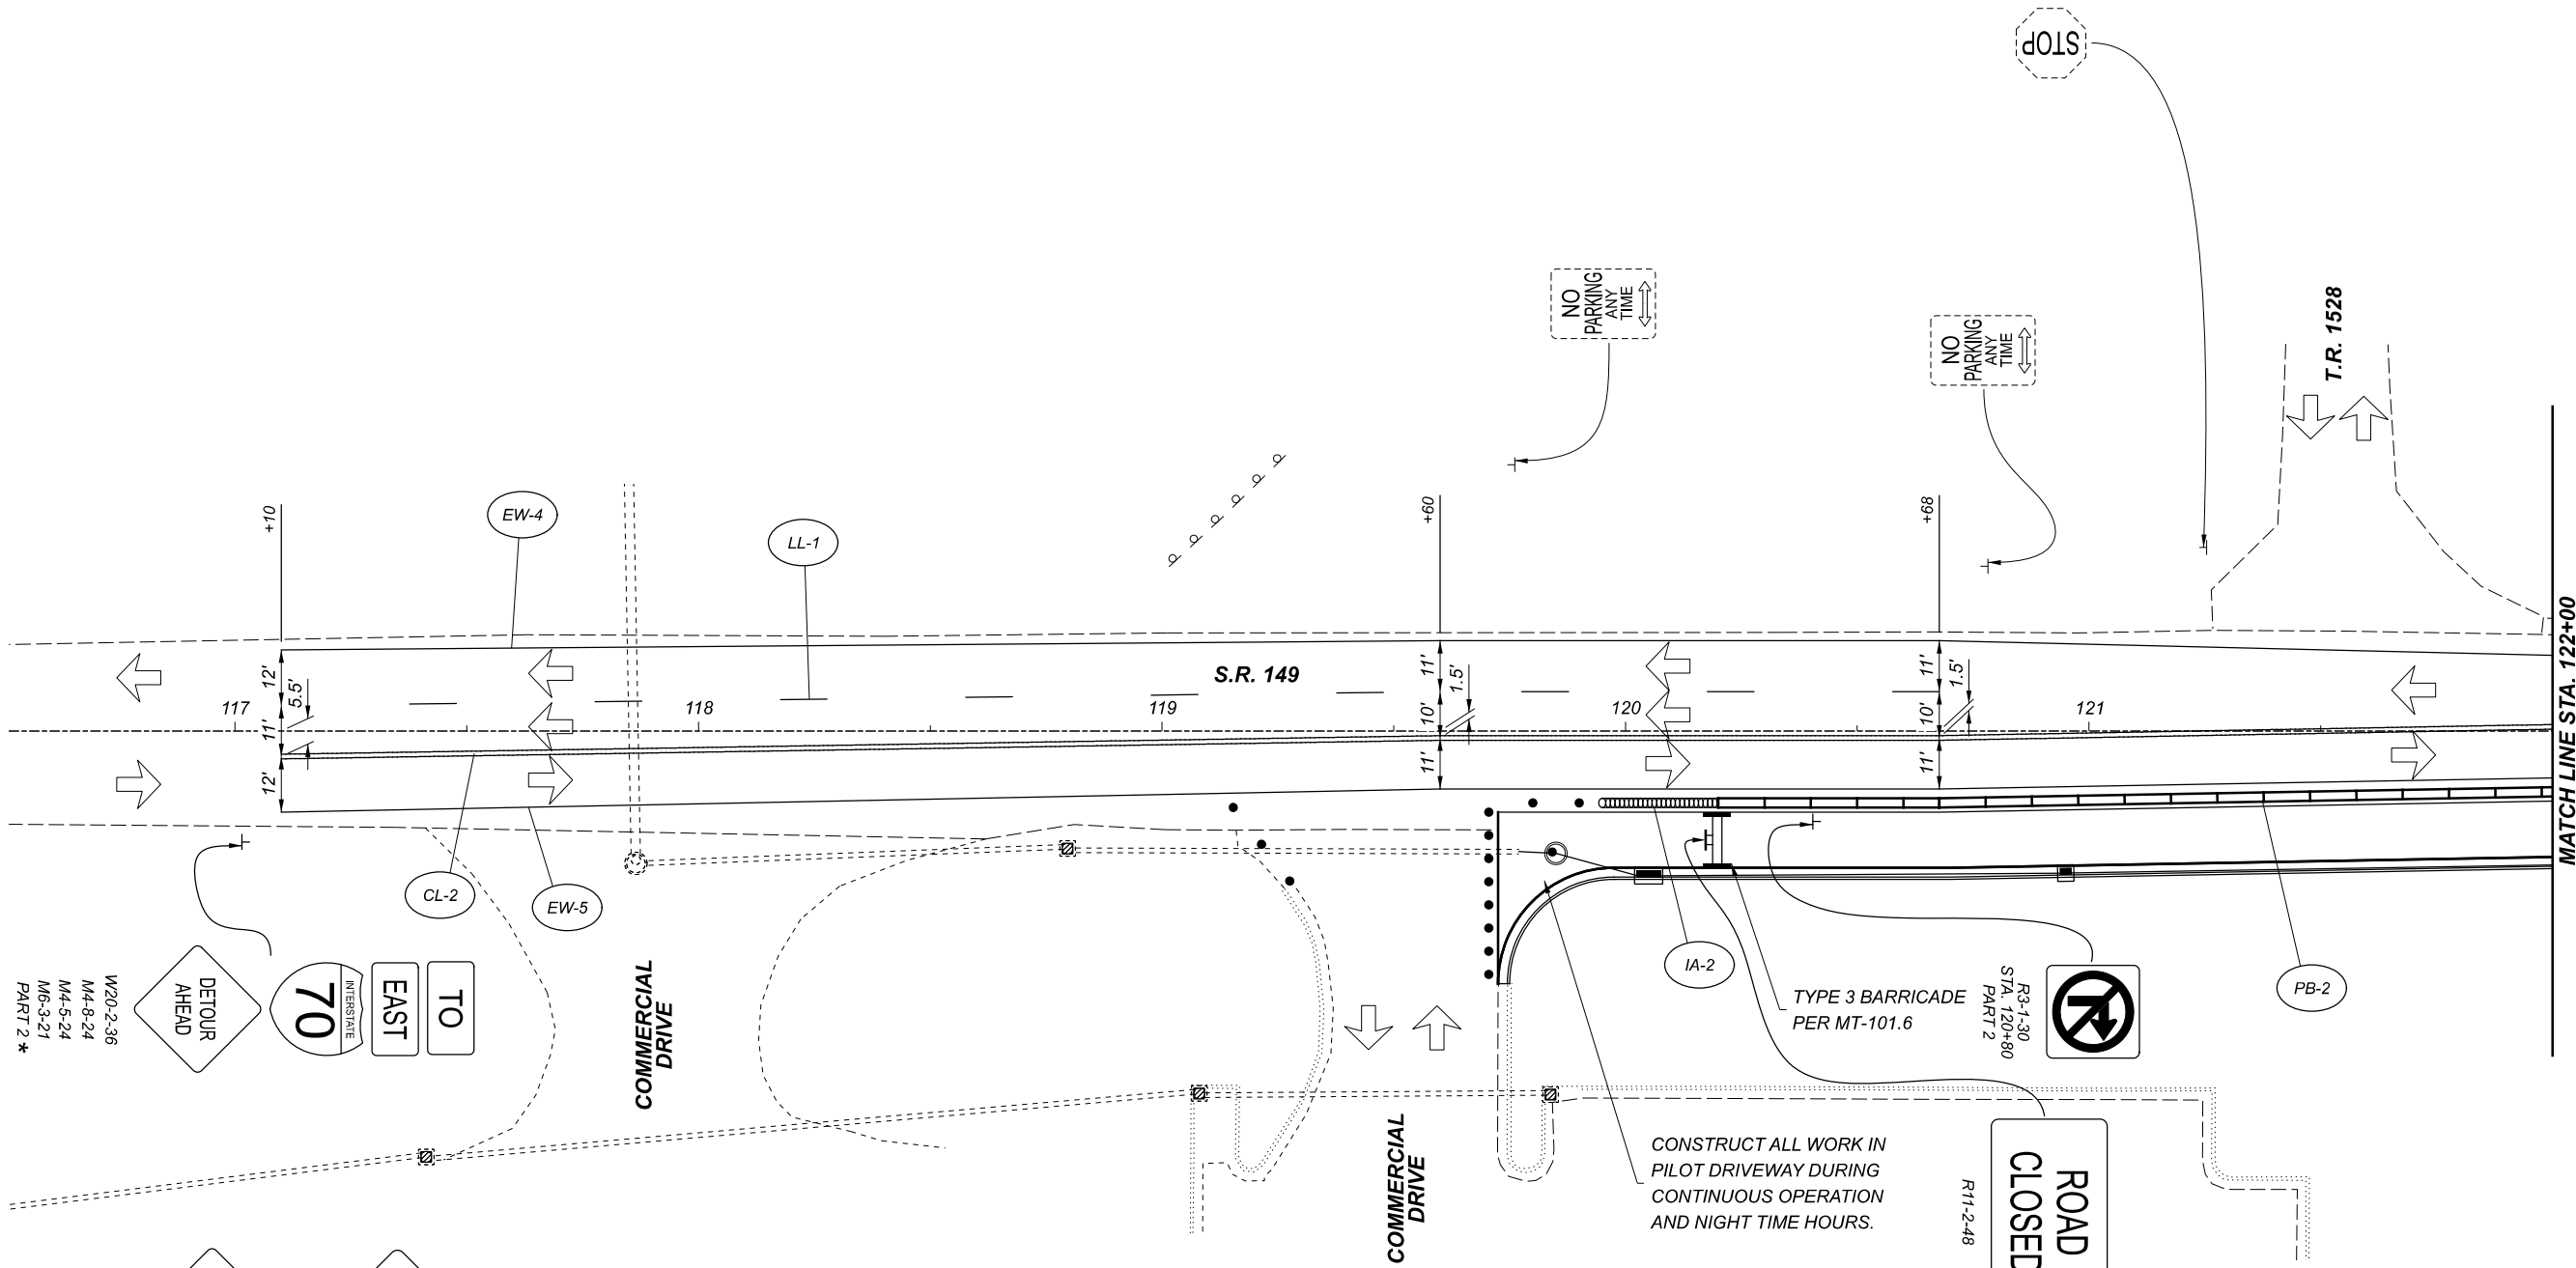 STOP
NO
PARKING
ANY
TIME
NO
PARKING
ANY
TIME
T.R. 1528
+10
EW-4
LL-1
+60
+68
S.R. 149
12'
5.5'
11'
12'
11'
1.5'
10'
11'
11'
1.5'
10'
11'
117
118
119
120
121
MATCH LINE STA. 122+00
CL-2
EW-5
IA-2
PB-2
W20-2-36
M4-8-24
M4-5-24
M6-3-21
PART 2 *
DETOUR
AHEAD
INTERSTATE
70
EAST
TO
COMMERCIAL
DRIVE
COMMERCIAL
DRIVE
TYPE 3 BARRICADE
PER MT-101.6
R3-1-30
STA. 120+80
PART 2
CONSTRUCT ALL WORK IN
PILOT DRIVEWAY DURING
CONTINUOUS OPERATION
AND NIGHT TIME HOURS.
R11-2-48
ROAD
CLOSED